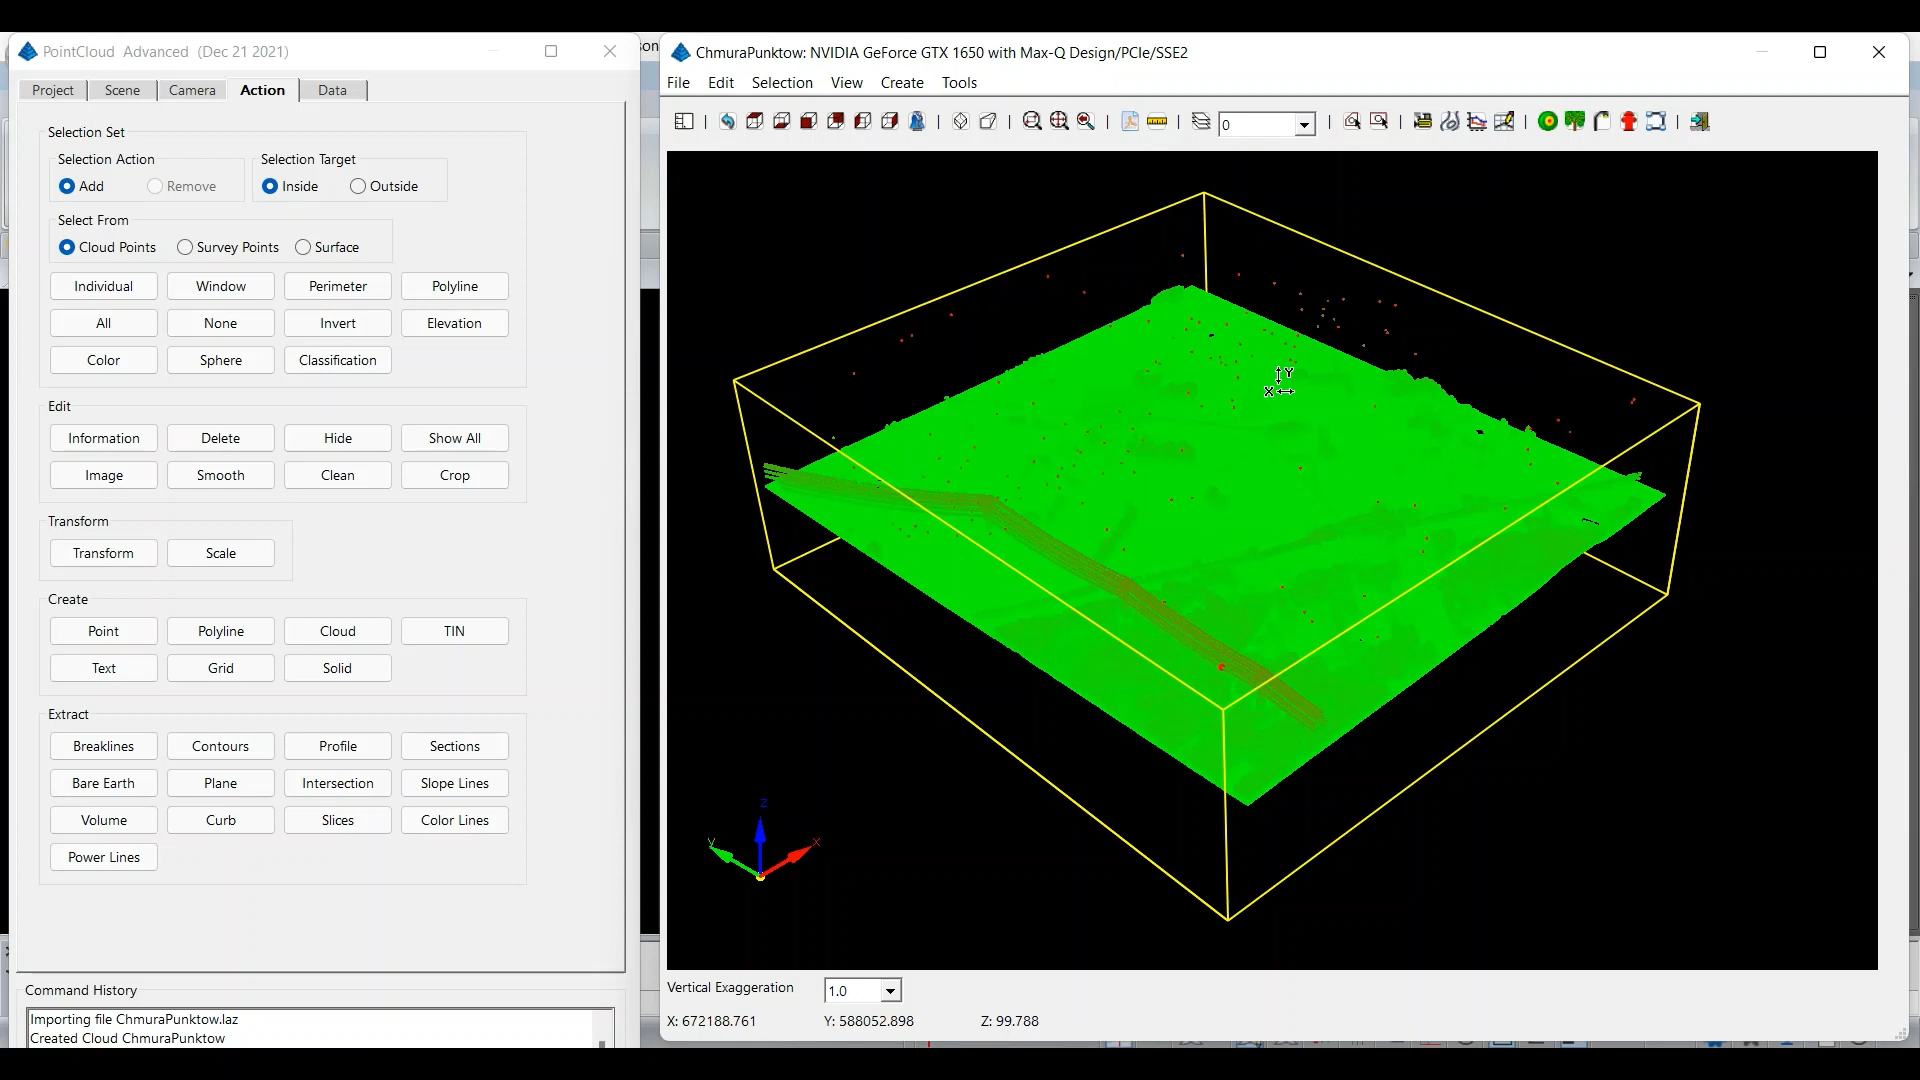 PointCloud Advanced (Dec 21 2021)
Project Scene Camera Action Data
Selection Set
Selection Action
Add Remove
Selection Target
Inside Outside
Select From
Cloud Points Survey Points Surface
Individual Window Perimeter Polyline
All None Invert Elevation
Color Sphere Classification
Edit
Information Delete Hide Show All
Image Smooth Clean Crop
Transform
Transform Scale
Create
Point Polyline Cloud TIN
Text Grid Solid
Extract
Breaklines Contours Profile Sections
Bare Earth Plane Intersection Slope Lines
Volume Curb Slices Color Lines
Power Lines
Command History
Importing file ChmuraPunktow.laz
Created Cloud ChmuraPunktow
son
ChmuraPunktow: NVIDIA GeForce GTX 1650 with Max-Q Design/PCIe/SSE2
File Edit Selection View Create Tools
0
Y
X
Z
Y X
Vertical Exaggeration 1.0
X: 672188.761 Y: 588052.898 Z: 99.788